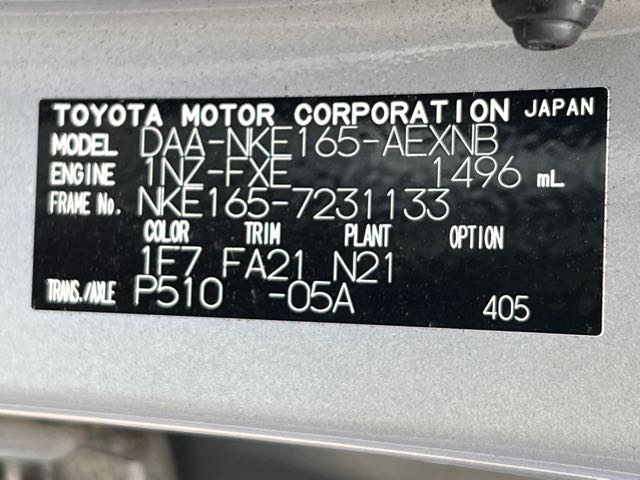 TOYOTA MOTOR CORPORATION JAPAN
MODEL DAA-NKE165-AEXNB
ENGINE 1NZ-FXE 1496 mL
FRAME No. NKE165-7231133
COLOR TRIM PLANT OPTION
1F7 FA21 N21
TRANS./AXLE P510 -05A 405